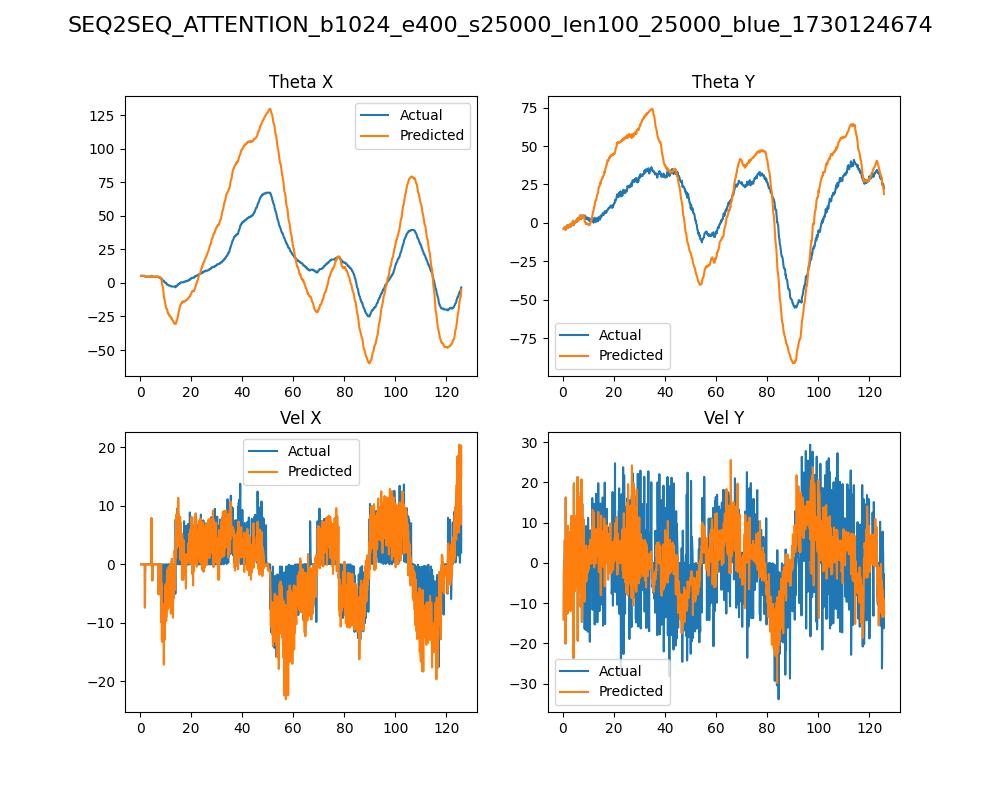 SEQ2SEQ_ATTENTION_b1024_e400_s25000_len100_25000_blue_1730124674
Theta X
Actual
Predicted
125
100
75
50
25
0
−25
−50
0 20 40 60 80 100 120
Theta Y
Actual
Predicted
75
50
25
0
−25
−50
−75
0 20 40 60 80 100 120
Vel X
Actual
Predicted
20
10
0
−10
−20
0 20 40 60 80 100 120
Vel Y
Actual
Predicted
30
20
10
0
−10
−20
−30
0 20 40 60 80 100 120